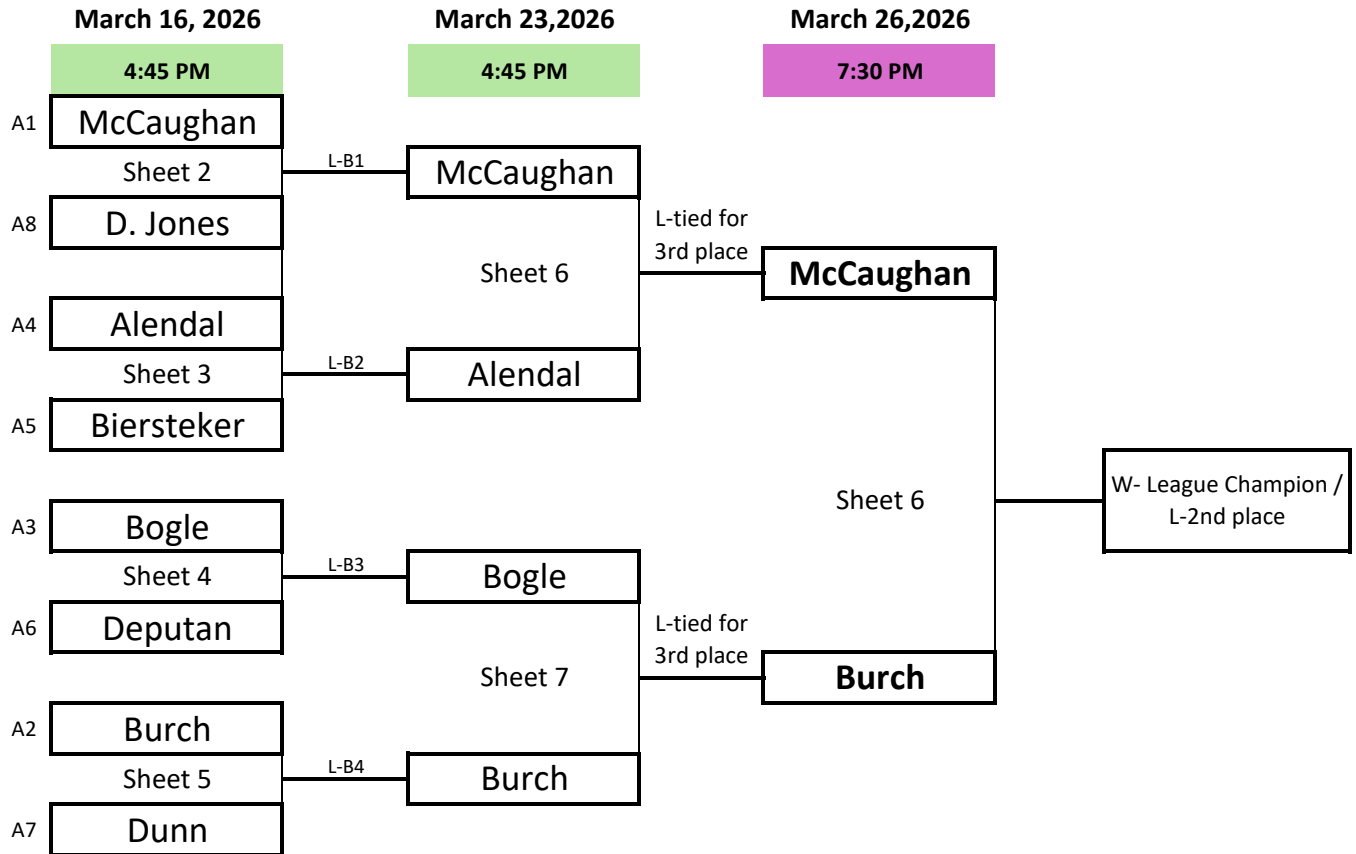 March 16, 2026
March 23,2026
March 26,2026
4:45 PM
4:45 PM
7:30 PM
A1
McCaughan
Sheet 2
L-B1
McCaughan
A8
D. Jones
L-tied for
3rd place
Sheet 6
McCaughan
A4
Alendal
Sheet 3
L-B2
Alendal
A5
Biersteker
W- League Champion /
L-2nd place
Sheet 6
A3
Bogle
Sheet 4
L-B3
Bogle
A6
Deputan
L-tied for
3rd place
Sheet 7
Burch
A2
Burch
Sheet 5
L-B4
Burch
A7
Dunn